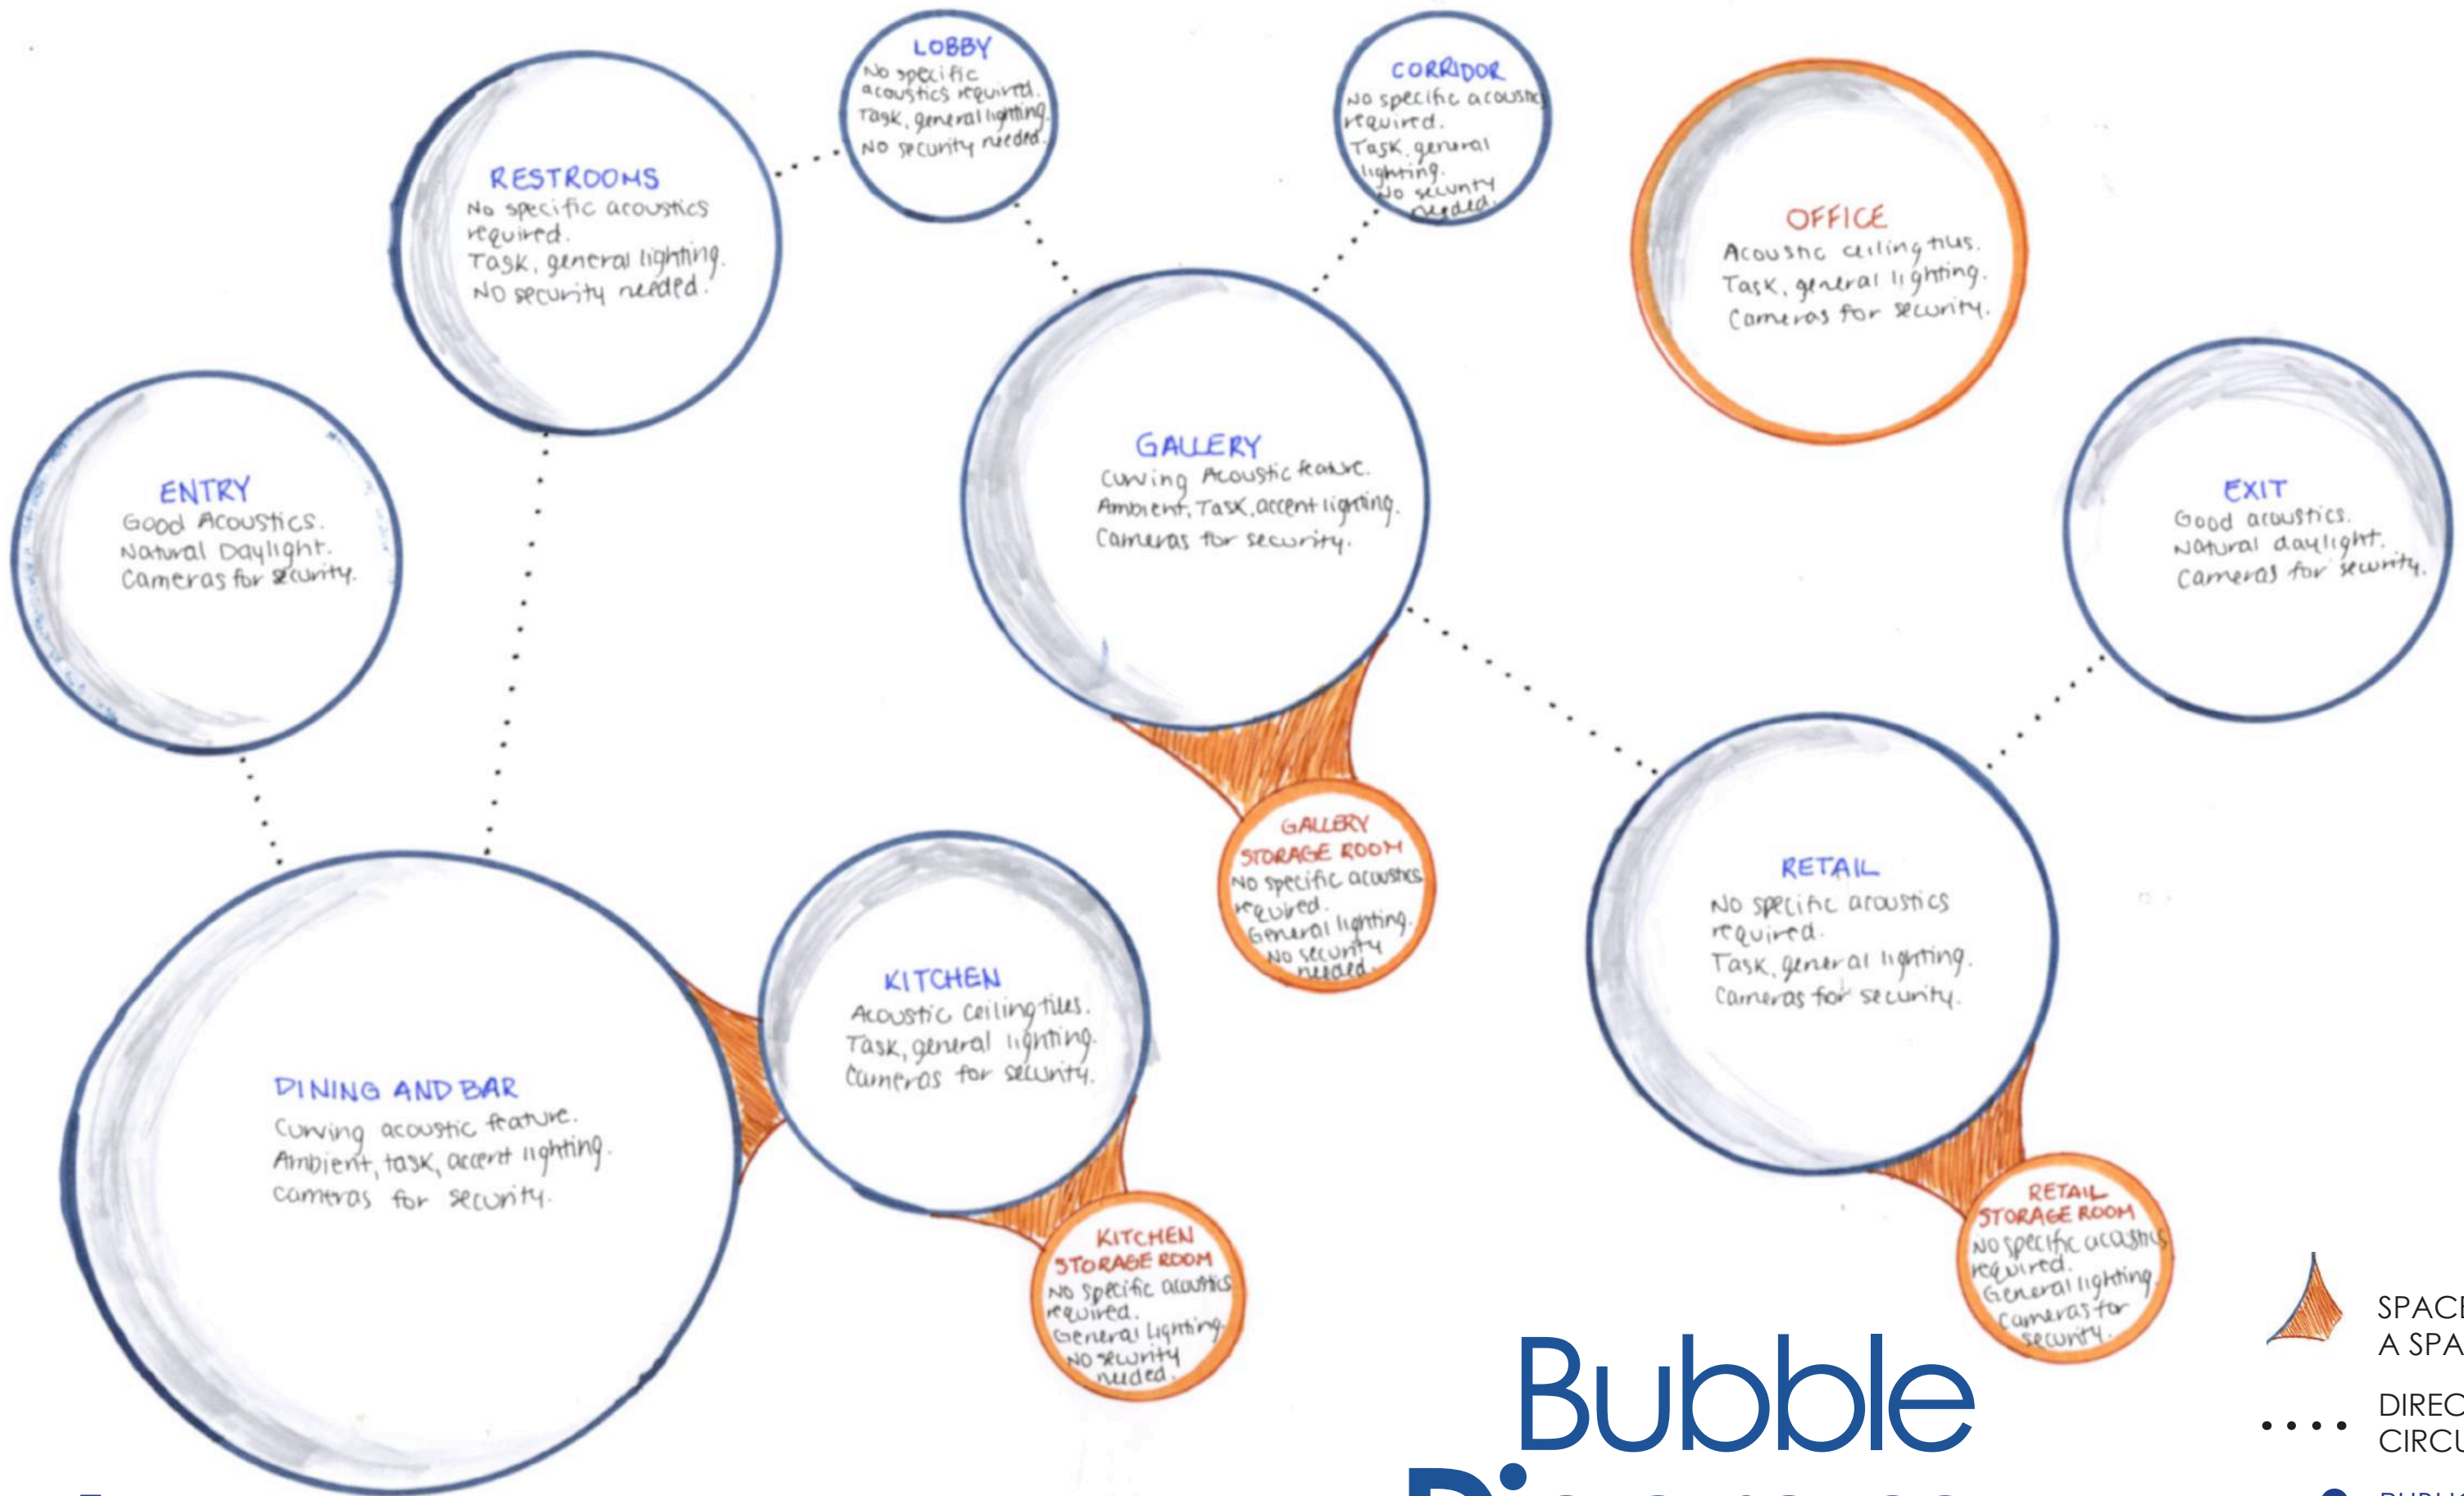 LOBBY
No specific
acoustics required.
Task, general lighting.
NO security needed.
CORRIDOR
NO specific acoustics
required.
Task, general
lighting.
No security
needed.
RESTROOMS
No specific acoustics
required.
Task, general lighting.
NO security needed.
OFFICE
Acoustic ceiling tiles.
Task, general lighting.
Cameras for security.
ENTRY
Good Acoustics.
Natural Daylight.
Cameras for security.
GALLERY
Curving Acoustic feature.
Ambient, Task, accent lighting.
Cameras for security.
EXIT
Good acoustics.
Natural daylight.
Cameras for security.
GALLERY
STORAGE ROOM
NO specific acoustics
required.
General lighting.
No security
needed.
RETAIL
No specific acoustics
required.
Task, general lighting.
Cameras for security.
KITCHEN
Acoustic ceiling tiles.
Task, general lighting.
Cameras for security.
DINING AND BAR
Curving acoustic feature.
Ambient, task, accent lighting.
Cameras for security.
KITCHEN
STORAGE ROOM
NO specific acoustics
required.
General Lighting.
NO security
needed.
RETAIL
STORAGE ROOM
NO specific acoustics
required.
General lighting.
Cameras for
security.
Bubble
SPACE
A SPA
DIREC
CIRCU